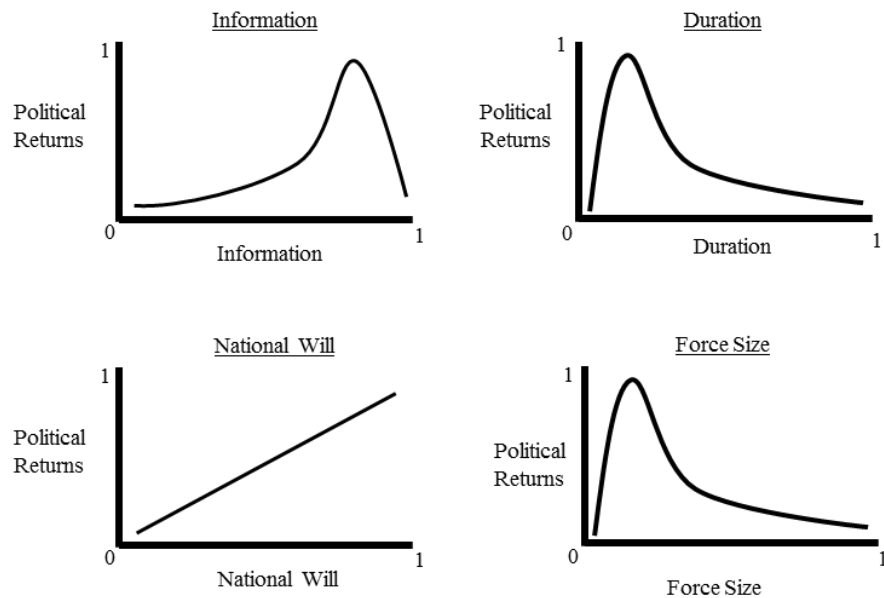 Information
1
Political
Returns
0
1
Information
Duration
1
Political
Returns
0
1
Duration
National Will
1
Political
Returns
0
1
National Will
Force Size
1
Political
Returns
0
1
Force Size